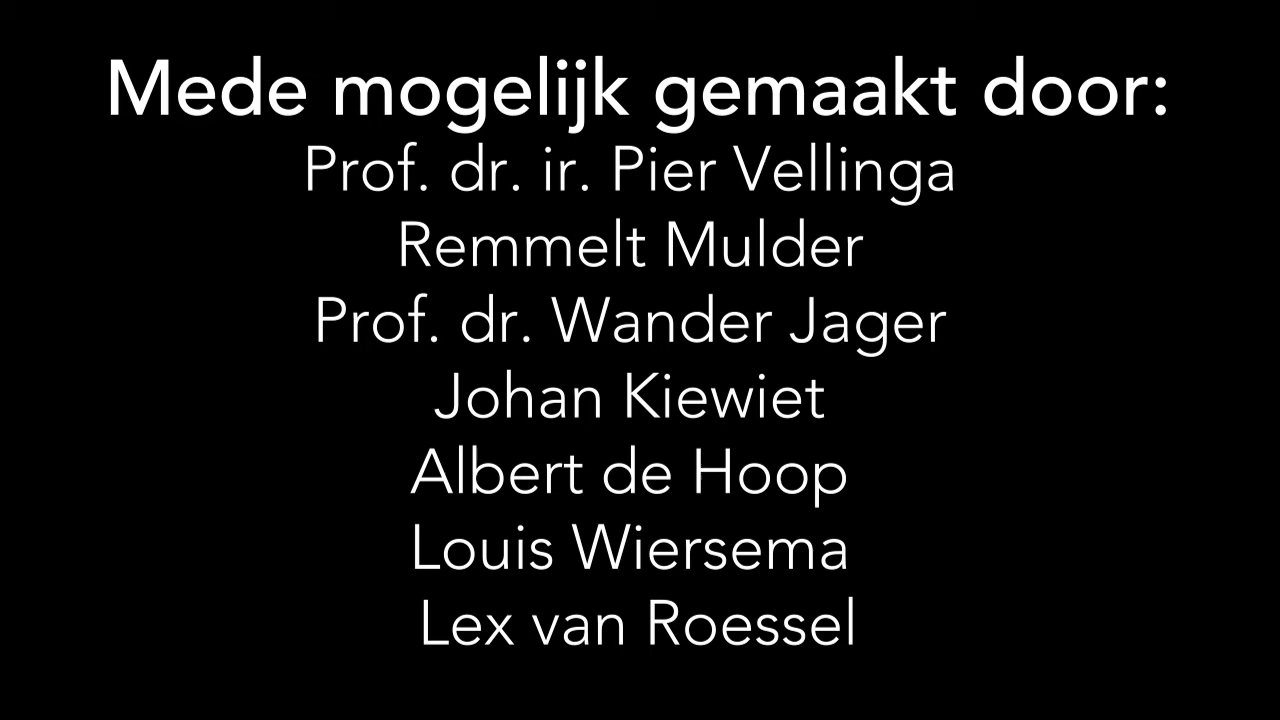 Mede mogelijk gemaakt door:
Prof. dr. ir. Pier Vellinga
Remmelt Mulder
Prof. dr. Wander Jager
Johan Kiewiet
Albert de Hoop
Louis Wiersema
Lex van Roessel